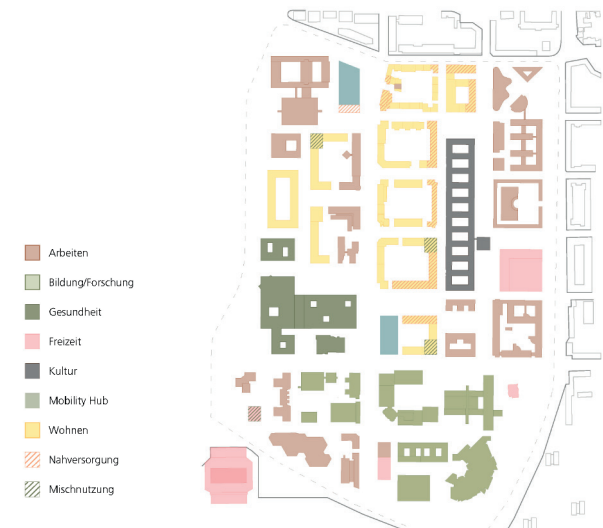 Arbeiten
Bildung/Forschung
Gesundheit
Freizeit
Kultur
Mobility Hub
Wohnen
Nahversorgung
Mischnutzung